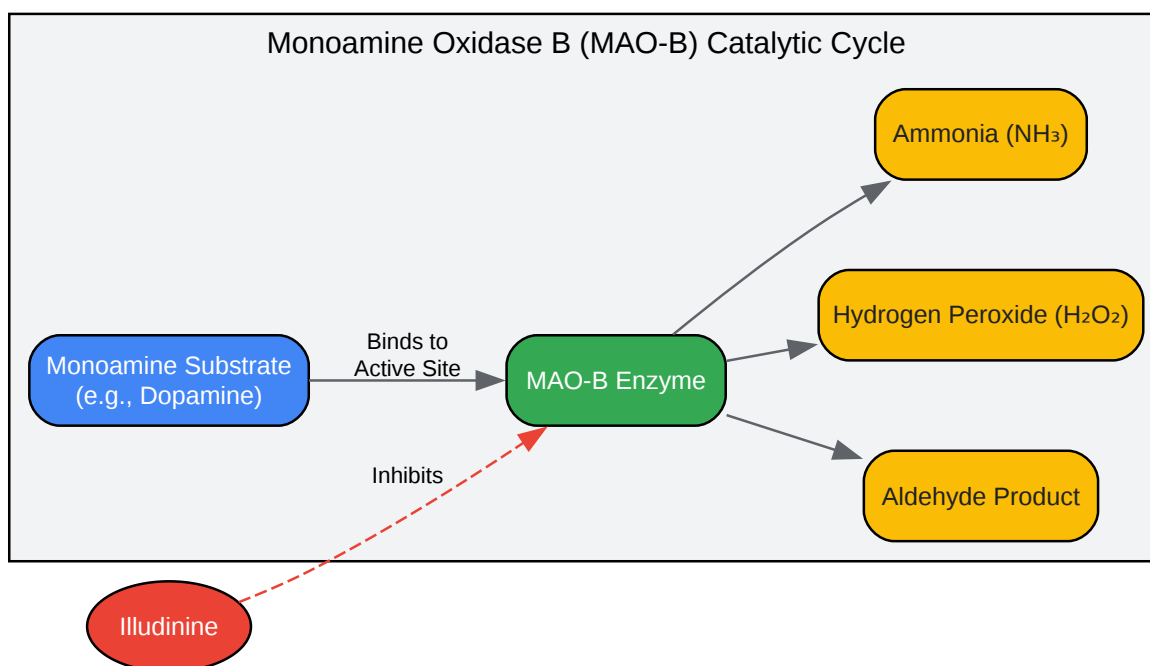 Monoamine Oxidase B (MAO-B) Catalytic Cycle
Ammonia (NH₃)
Hydrogen Peroxide (H₂O₂)
Binds to
Active Site
Monoamine Substrate
(e.g., Dopamine)
MAO-B Enzyme
Inhibits
Aldehyde Product
Illudinine